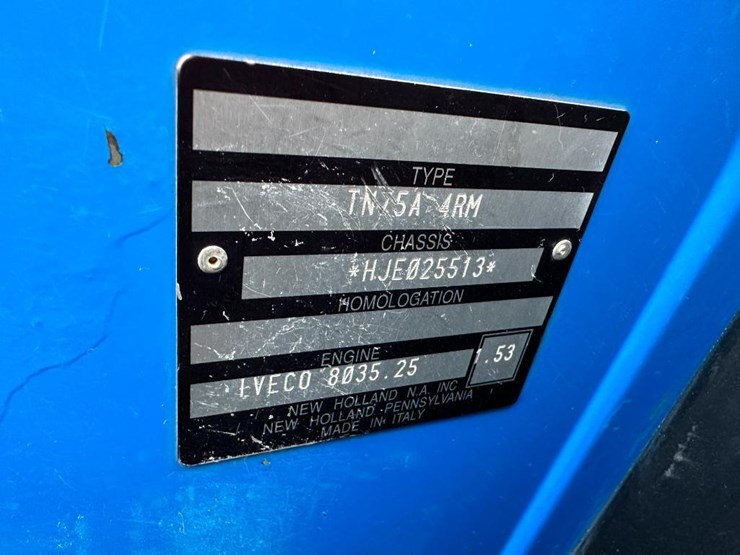 TYPE
TN75A 4RM
CHASSIS
*HJE025513*
HOMOLOGATION
ENGINE
IVECO 8035.25
1.53
NEW HOLLAND N.A. INC
NEW HOLLAND PENNSYLVANIA
MADE IN ITALY